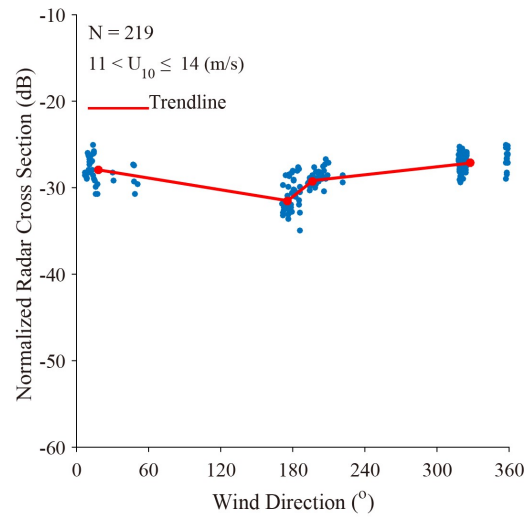 N = 219
11 < U10 ≤ 14 (m/s)
Trendline
Normalized Radar Cross Section (dB)
-10
-20
-30
-40
-50
-60
0 60 120 180 240 300 360
Wind Direction (o)